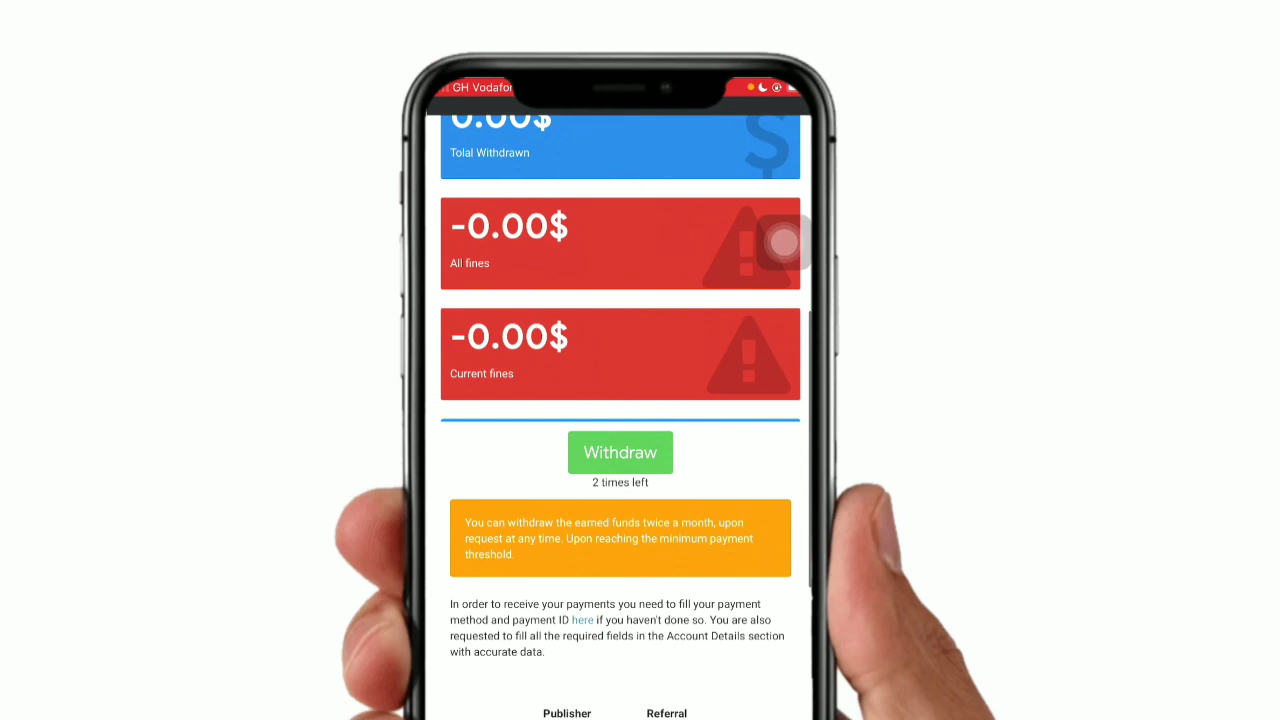 GH Vodafor
0.00$
Tolal Withdrawn
-0.00$
All fines
-0.00$
Current fines
Withdraw
2 times left
You can withdraw the earned funds twice a month, upon
request at any time. Upon reaching the minimum payment
threshold.
In order to receive your payments you need to fill your payment
method and payment ID here if you haven't done so. You are also
requested to fill all the required fields in the Account Details section
with accurate data.
Publisher Referral